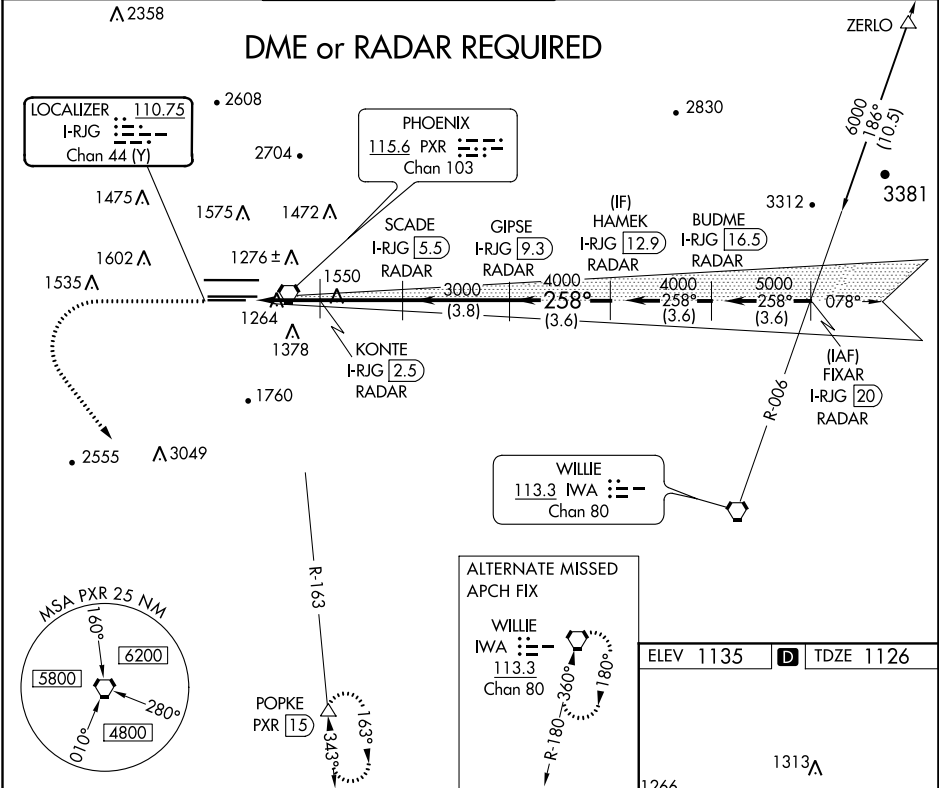 2358
DME or RADAR REQUIRED
ZERLO
LOCALIZER 110.75
I-RJG
Chan 44 (Y)
2608
2704
PHOENIX
115.6 PXR
Chan 103
2830
6000
186°
(10.5)
3381
3312
1475
1575
1472
1602
1276 ±
1535
1550
1264
1378
SCADE
I-RJG 5.5
RADAR
GIPSE
I-RJG 9.3
RADAR
(IF)
HAMEK
I-RJG 12.9
RADAR
BUDME
I-RJG 16.5
RADAR
3000
(3.8)
4000
258°
(3.6)
4000
258°
(3.6)
5000
258°
(3.6)
078°
KONTE
I-RJG 2.5
RADAR
(IAF)
FIXAR
I-RJG 20
RADAR
1760
R-006
2555
3049
WILLIE
113.3 IWA
Chan 80
R-163
MSA PXR 25 NM
160°
6200
5800
280°
4800
010°
POPKE
PXR 15
163°
343°
ALTERNATE MISSED
APCH FIX
WILLIE
IWA
113.3
Chan 80
360°
180°
R-180
ELEV 1135 D TDZE 1126
1313